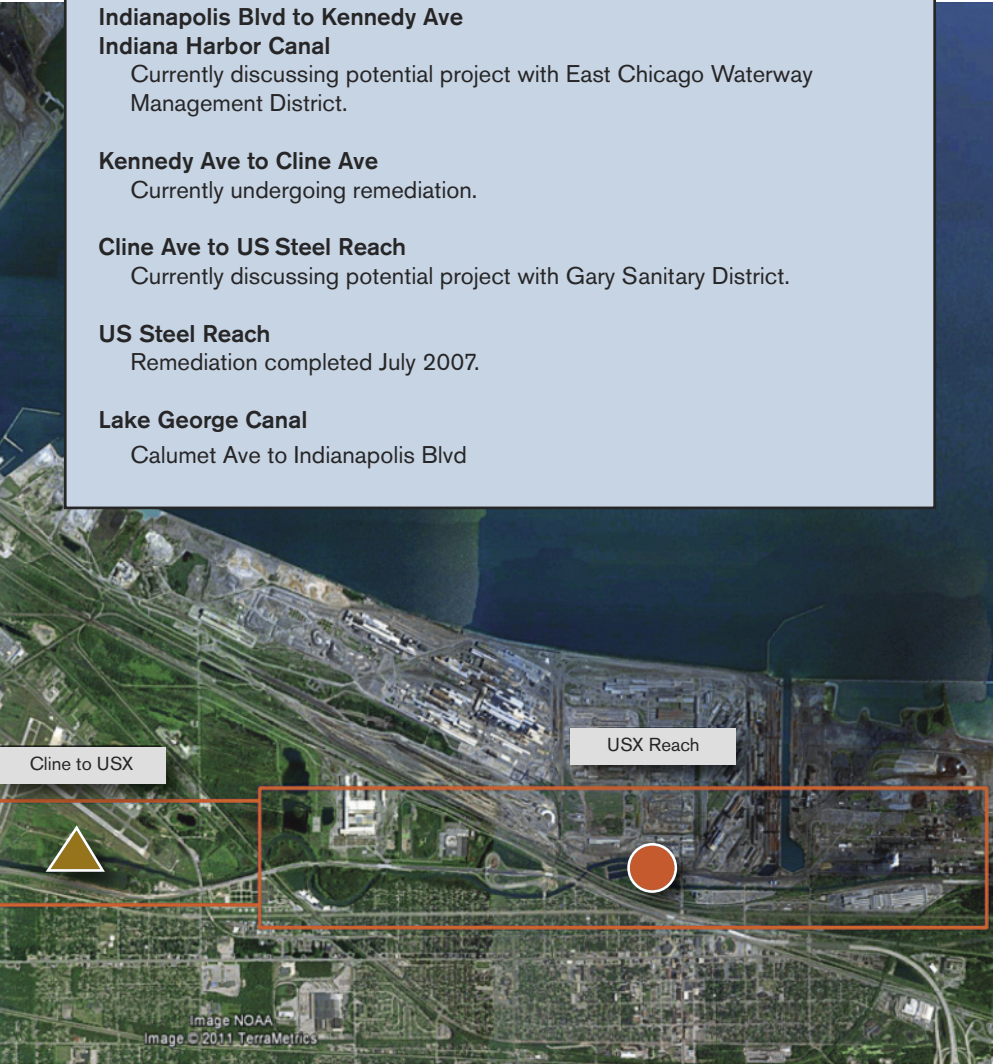 Indianapolis Blvd to Kennedy Ave
Indiana Harbor Canal
Currently discussing potential project with East Chicago Waterway
Management District.
Kennedy Ave to Cline Ave
Currently undergoing remediation.
Cline Ave to US Steel Reach
Currently discussing potential project with Gary Sanitary District.
US Steel Reach
Remediation completed July 2007.
Lake George Canal
Calumet Ave to Indianapolis Blvd
USX Reach
Cline to USX
Image NOAA
Image © 2011 TerraMetrics